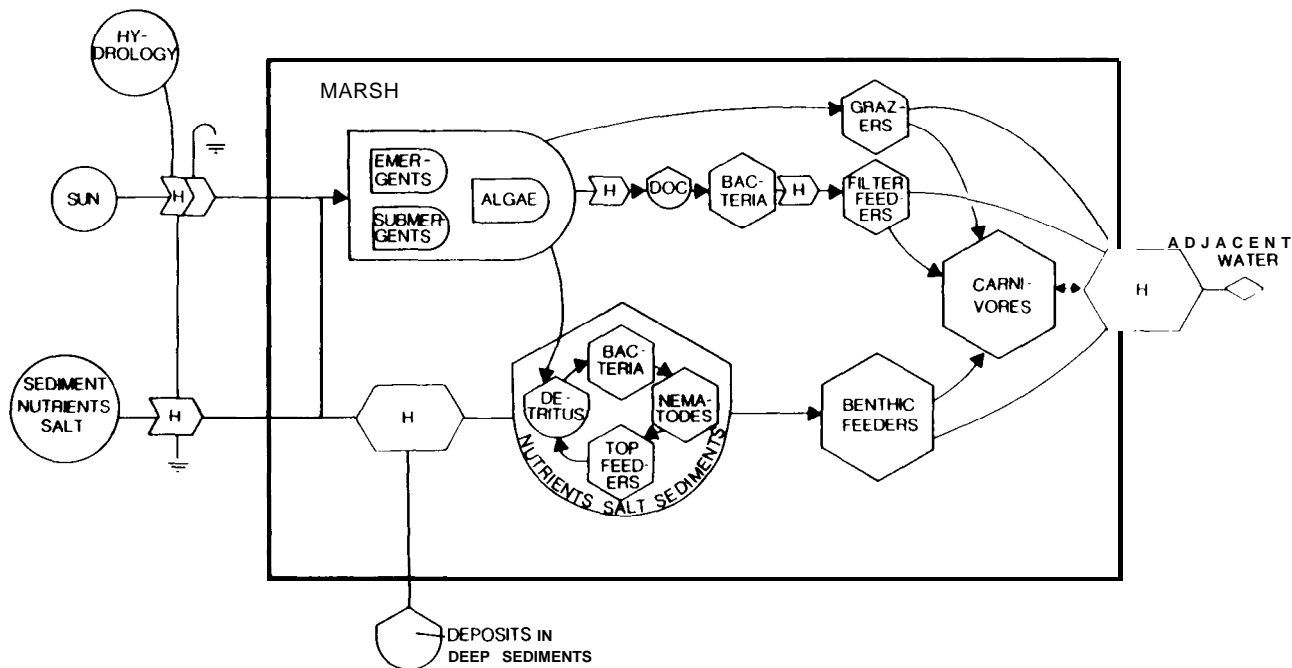 HY-
DROLOGY
MARSH
GRAZ-
ERS
EMER-
GENTS
SUN
H
ALGAE
H
DOC
BAC-
TERIA
H
FILTER
FEED-
ERS
SUBMER-
GENTS
ADJACENT
WATER
CARNI-
VORES
H
SEDIMENT
NUTRIENTS
SALT
H
H
BAC-
TERIA
DE-
TRITUS
NEMA-
TODES
TOP
FEED-
ERS
NUTRIENTS SALT SEDIMENTS
BENTHIC
FEEDERS
DEPOSITS IN
DEEP SEDIMENTS